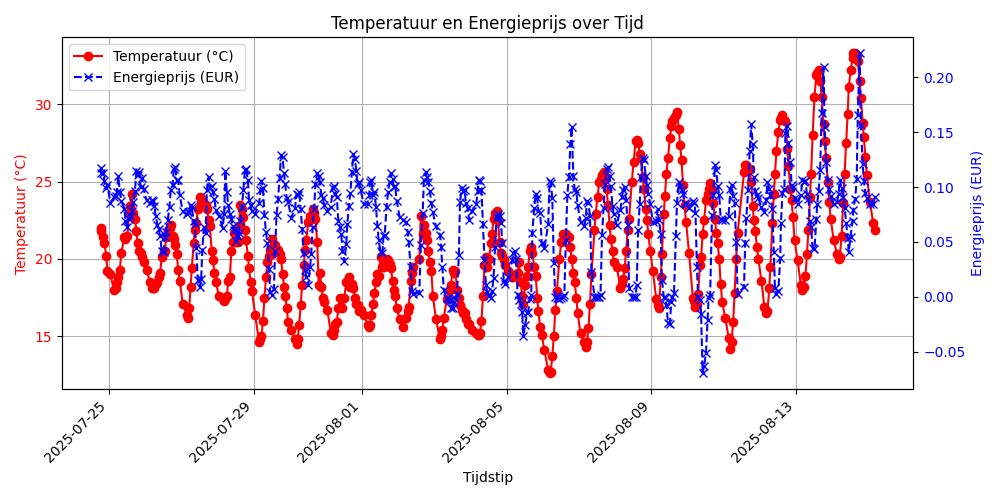 Temperatuur en Energieprijs over Tijd
Temperatuur (°C)
Energieprijs (EUR)
Temperatuur (°C)
30
25
20
15
0.20
0.15
0.10
0.05
0.00
−0.05
Energieprijs (EUR)
2025-07-25
2025-07-29
2025-08-01
2025-08-05
2025-08-09
2025-08-13
Tijdstip